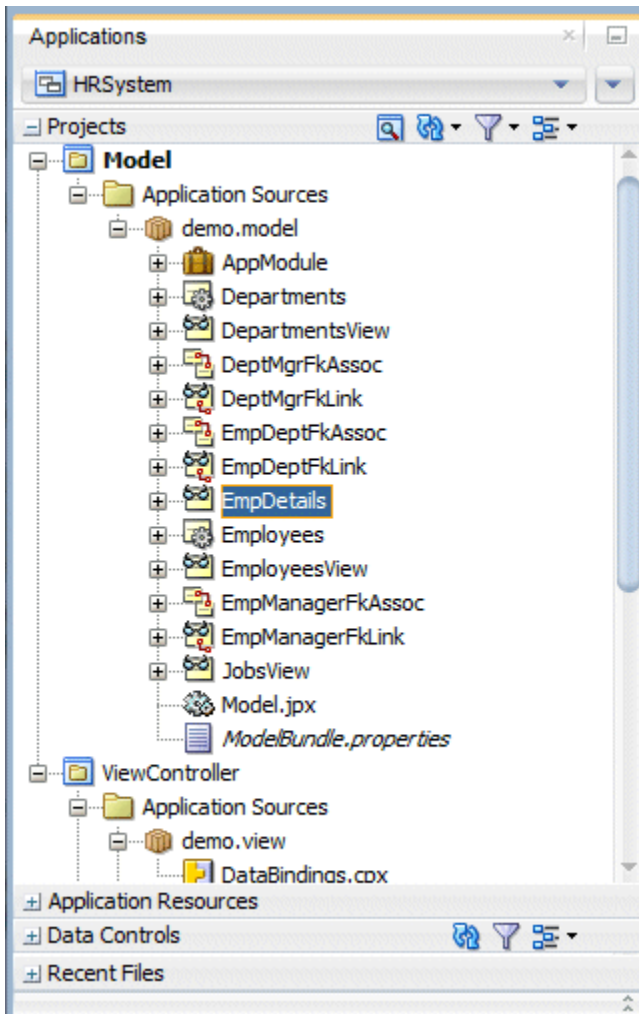 Applications
HRSystem
Projects
Model
Application Sources
demo.model
AppModule
Departments
DepartmentsView
DeptMgrFkAssoc
DeptMgrFkLink
EmpDeptFkAssoc
EmpDeptFkLink
EmpDetails
Employees
EmployeesView
EmpManagerFkAssoc
EmpManagerFkLink
JobsView
Model.jpx
ModelBundle.properties
ViewController
Application Sources
demo.view
DataBindings.cpx
Application Resources
Data Controls
Recent Files